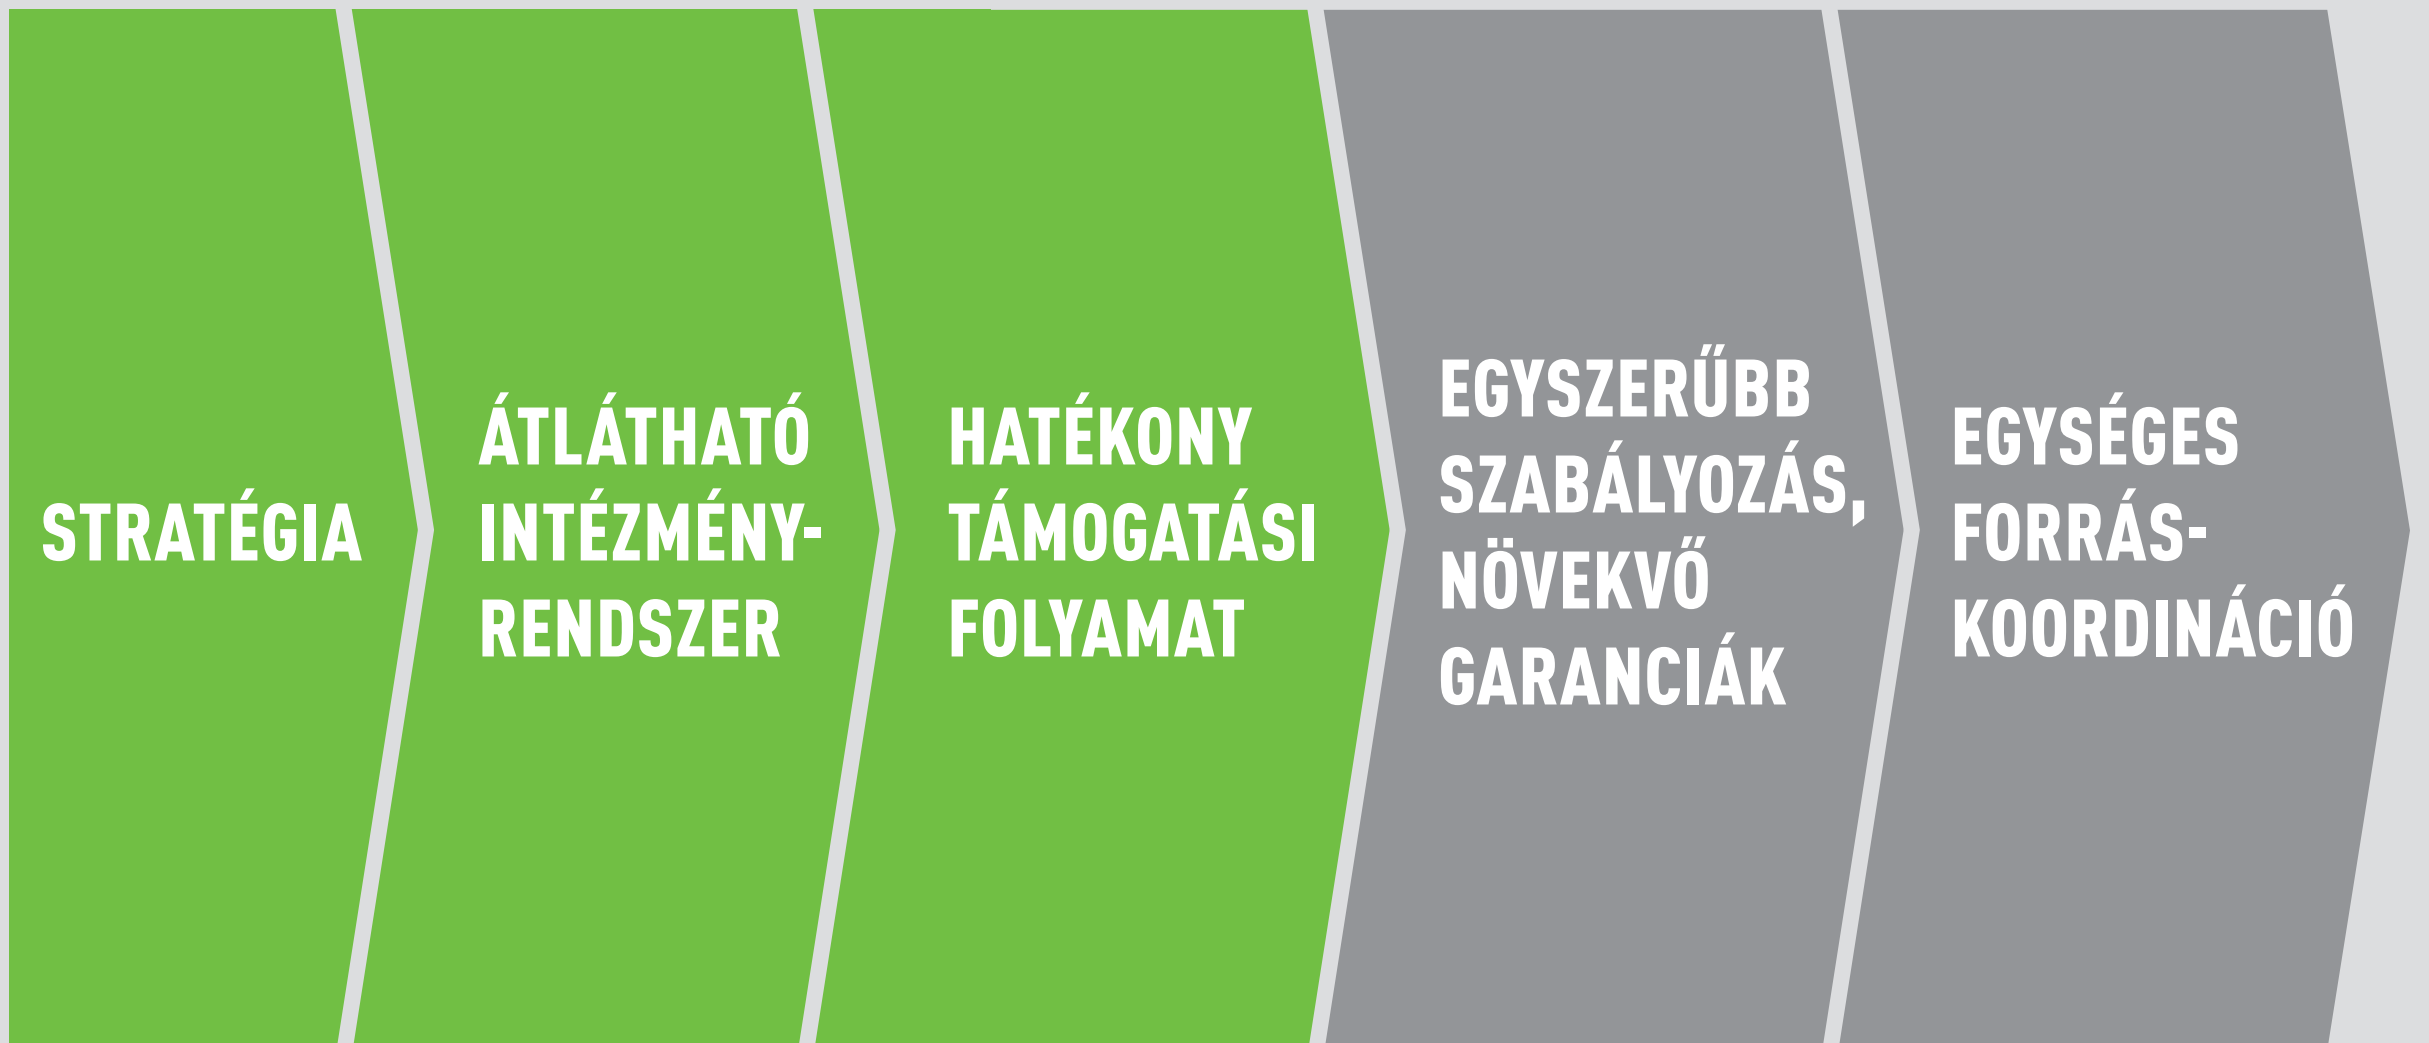 STRATÉGIA
ÁTLÁTHATÓ
INTÉZMÉNY-
RENDSZER
HATÉKONY
TÁMOGATÁSI
FOLYAMAT
EGYSZERŰBB
SZABÁLYOZÁS,
NÖVEKVŐ
GARANCIÁK
EGYSÉGES
FORRÁS-
KOORDINÁCIÓ